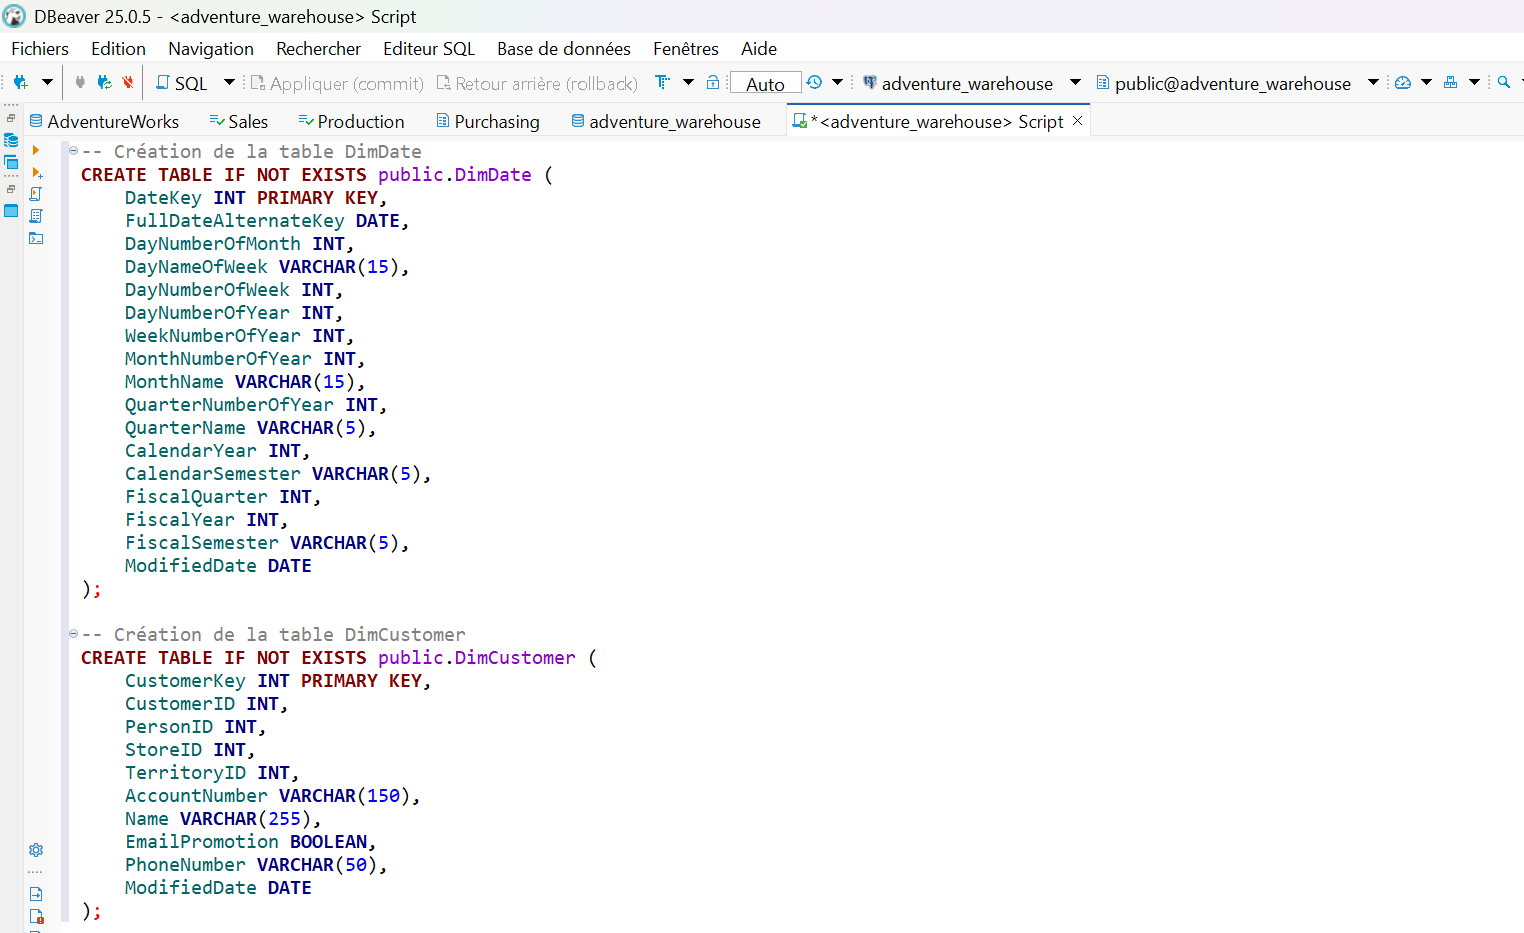 DBeaver 25.0.5 - <adventure_warehouse> Script
Fichiers Edition Navigation Rechercher Editeur SQL Base de données Fenêtres Aide
SQL Appliquer (commit) Retour arrière (rollback) Auto adventure_warehouse public@adventure_warehouse
AdventureWorks Sales Production Purchasing adventure_warehouse *<adventure_warehouse> Script
-- Création de la table DimDate
CREATE TABLE IF NOT EXISTS public.DimDate (
DateKey INT PRIMARY KEY,
FullDateAlternateKey DATE,
DayNumberOfMonth INT,
DayNameOfWeek VARCHAR(15),
DayNumberOfWeek INT,
DayNumberOfYear INT,
WeekNumberOfYear INT,
MonthNumberOfYear INT,
MonthName VARCHAR(15),
QuarterNumberOfYear INT,
QuarterName VARCHAR(5),
CalendarYear INT,
CalendarSemester VARCHAR(5),
FiscalQuarter INT,
FiscalYear INT,
FiscalSemester VARCHAR(5),
ModifiedDate DATE
);
-- Création de la table DimCustomer
CREATE TABLE IF NOT EXISTS public.DimCustomer (
CustomerKey INT PRIMARY KEY,
CustomerID INT,
PersonID INT,
StoreID INT,
TerritoryID INT,
AccountNumber VARCHAR(150),
Name VARCHAR(255),
EmailPromotion BOOLEAN,
PhoneNumber VARCHAR(50),
ModifiedDate DATE
);